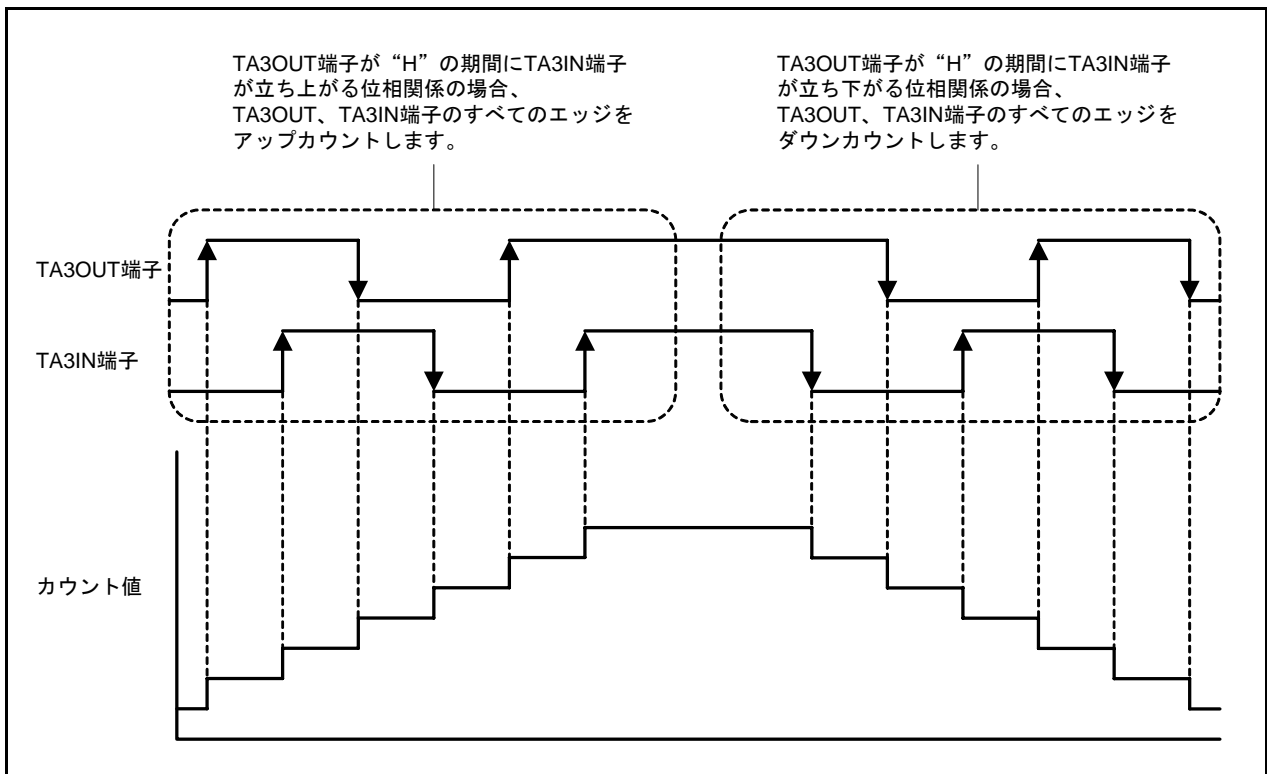 TA3OUT端子が“H”の期間にTA3IN端子
が立ち上がる位相関係の場合、
TA3OUT、TA3IN端子のすべてのエッジを
アップカウントします。
TA3OUT端子が“H”の期間にTA3IN端子
が立ち下がる位相関係の場合、
TA3OUT、TA3IN端子のすべてのエッジを
ダウンカウントします。
TA3OUT端子
TA3IN端子
カウント値